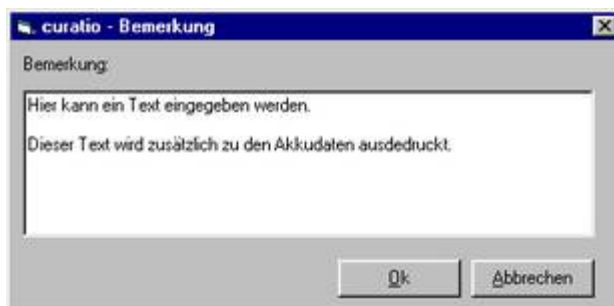 curatio - Bemerkung
Bemerkung:
Hier kann ein Text eingegeben werden.
Dieser Text wird zusätzlich zu den Akkudaten ausdedruckt.
Ok
Abbrechen